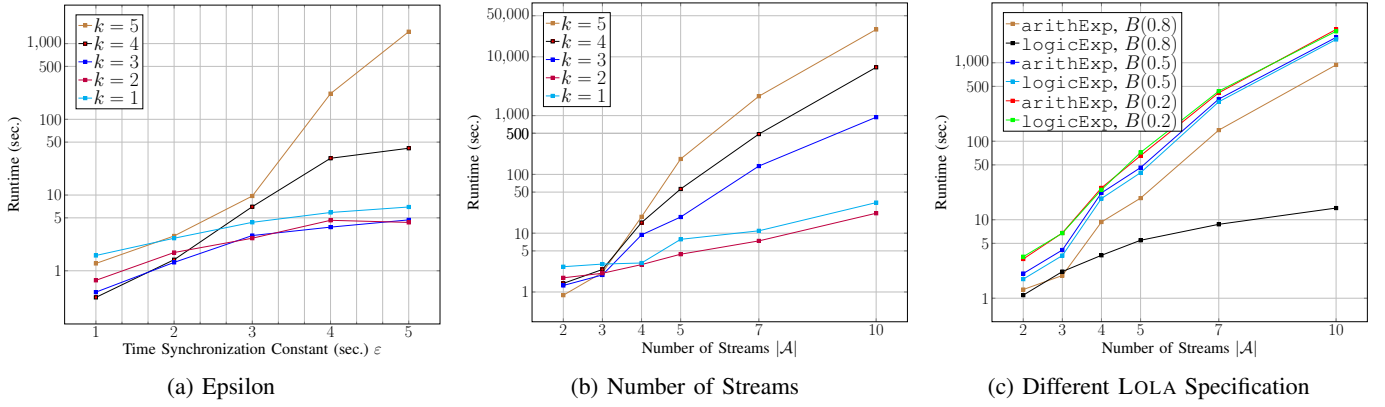 k = 5
k = 4
k = 3
k = 2
k = 1
1,000
500
100
50
10
5
1
Runtime (sec.)
1 2 3 4 5
Time Synchronization Constant (sec.) ε
(a) Epsilon
k = 5
k = 4
k = 3
k = 2
k = 1
50,000
10,000
1,000
500
100
50
10
5
1
Runtime (sec.)
2 3 4 5 7 10
Number of Streams |𝒜|
(b) Number of Streams
arithExp, B(0.8)
logicExp, B(0.8)
arithExp, B(0.5)
logicExp, B(0.5)
arithExp, B(0.2)
logicExp, B(0.2)
1,000
500
100
50
10
5
1
Runtime (sec.)
2 3 4 5 7 10
Number of Streams |𝒜|
(c) Different LOLA Specification